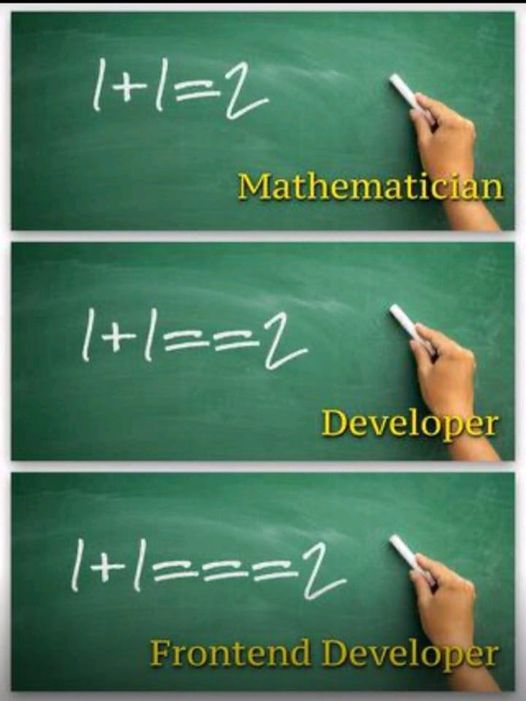 1+1=2
Mathematician
1+1==2
Developer
1+1===2
Frontend Developer